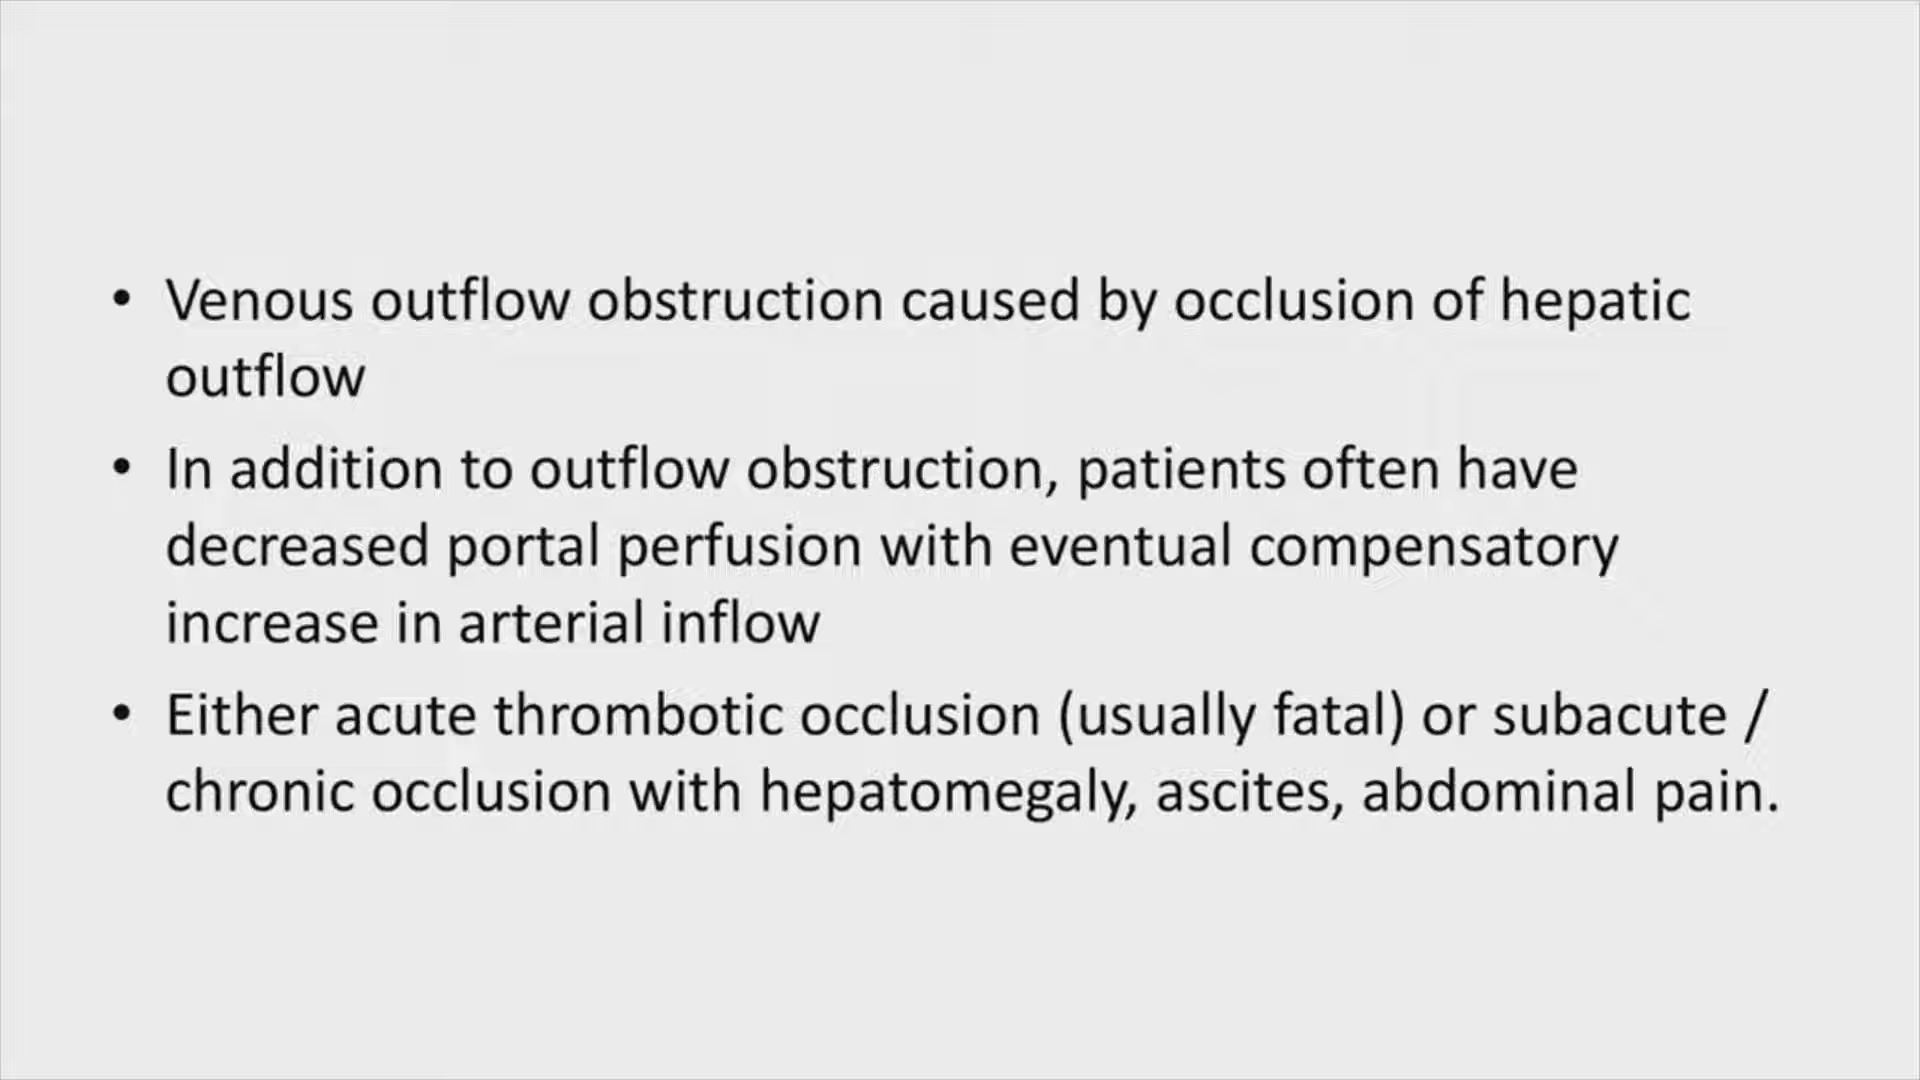 • Venous outflow obstruction caused by occlusion of hepatic
outflow
• In addition to outflow obstruction, patients often have
decreased portal perfusion with eventual compensatory
increase in arterial inflow
• Either acute thrombotic occlusion (usually fatal) or subacute /
chronic occlusion with hepatomegaly, ascites, abdominal pain.